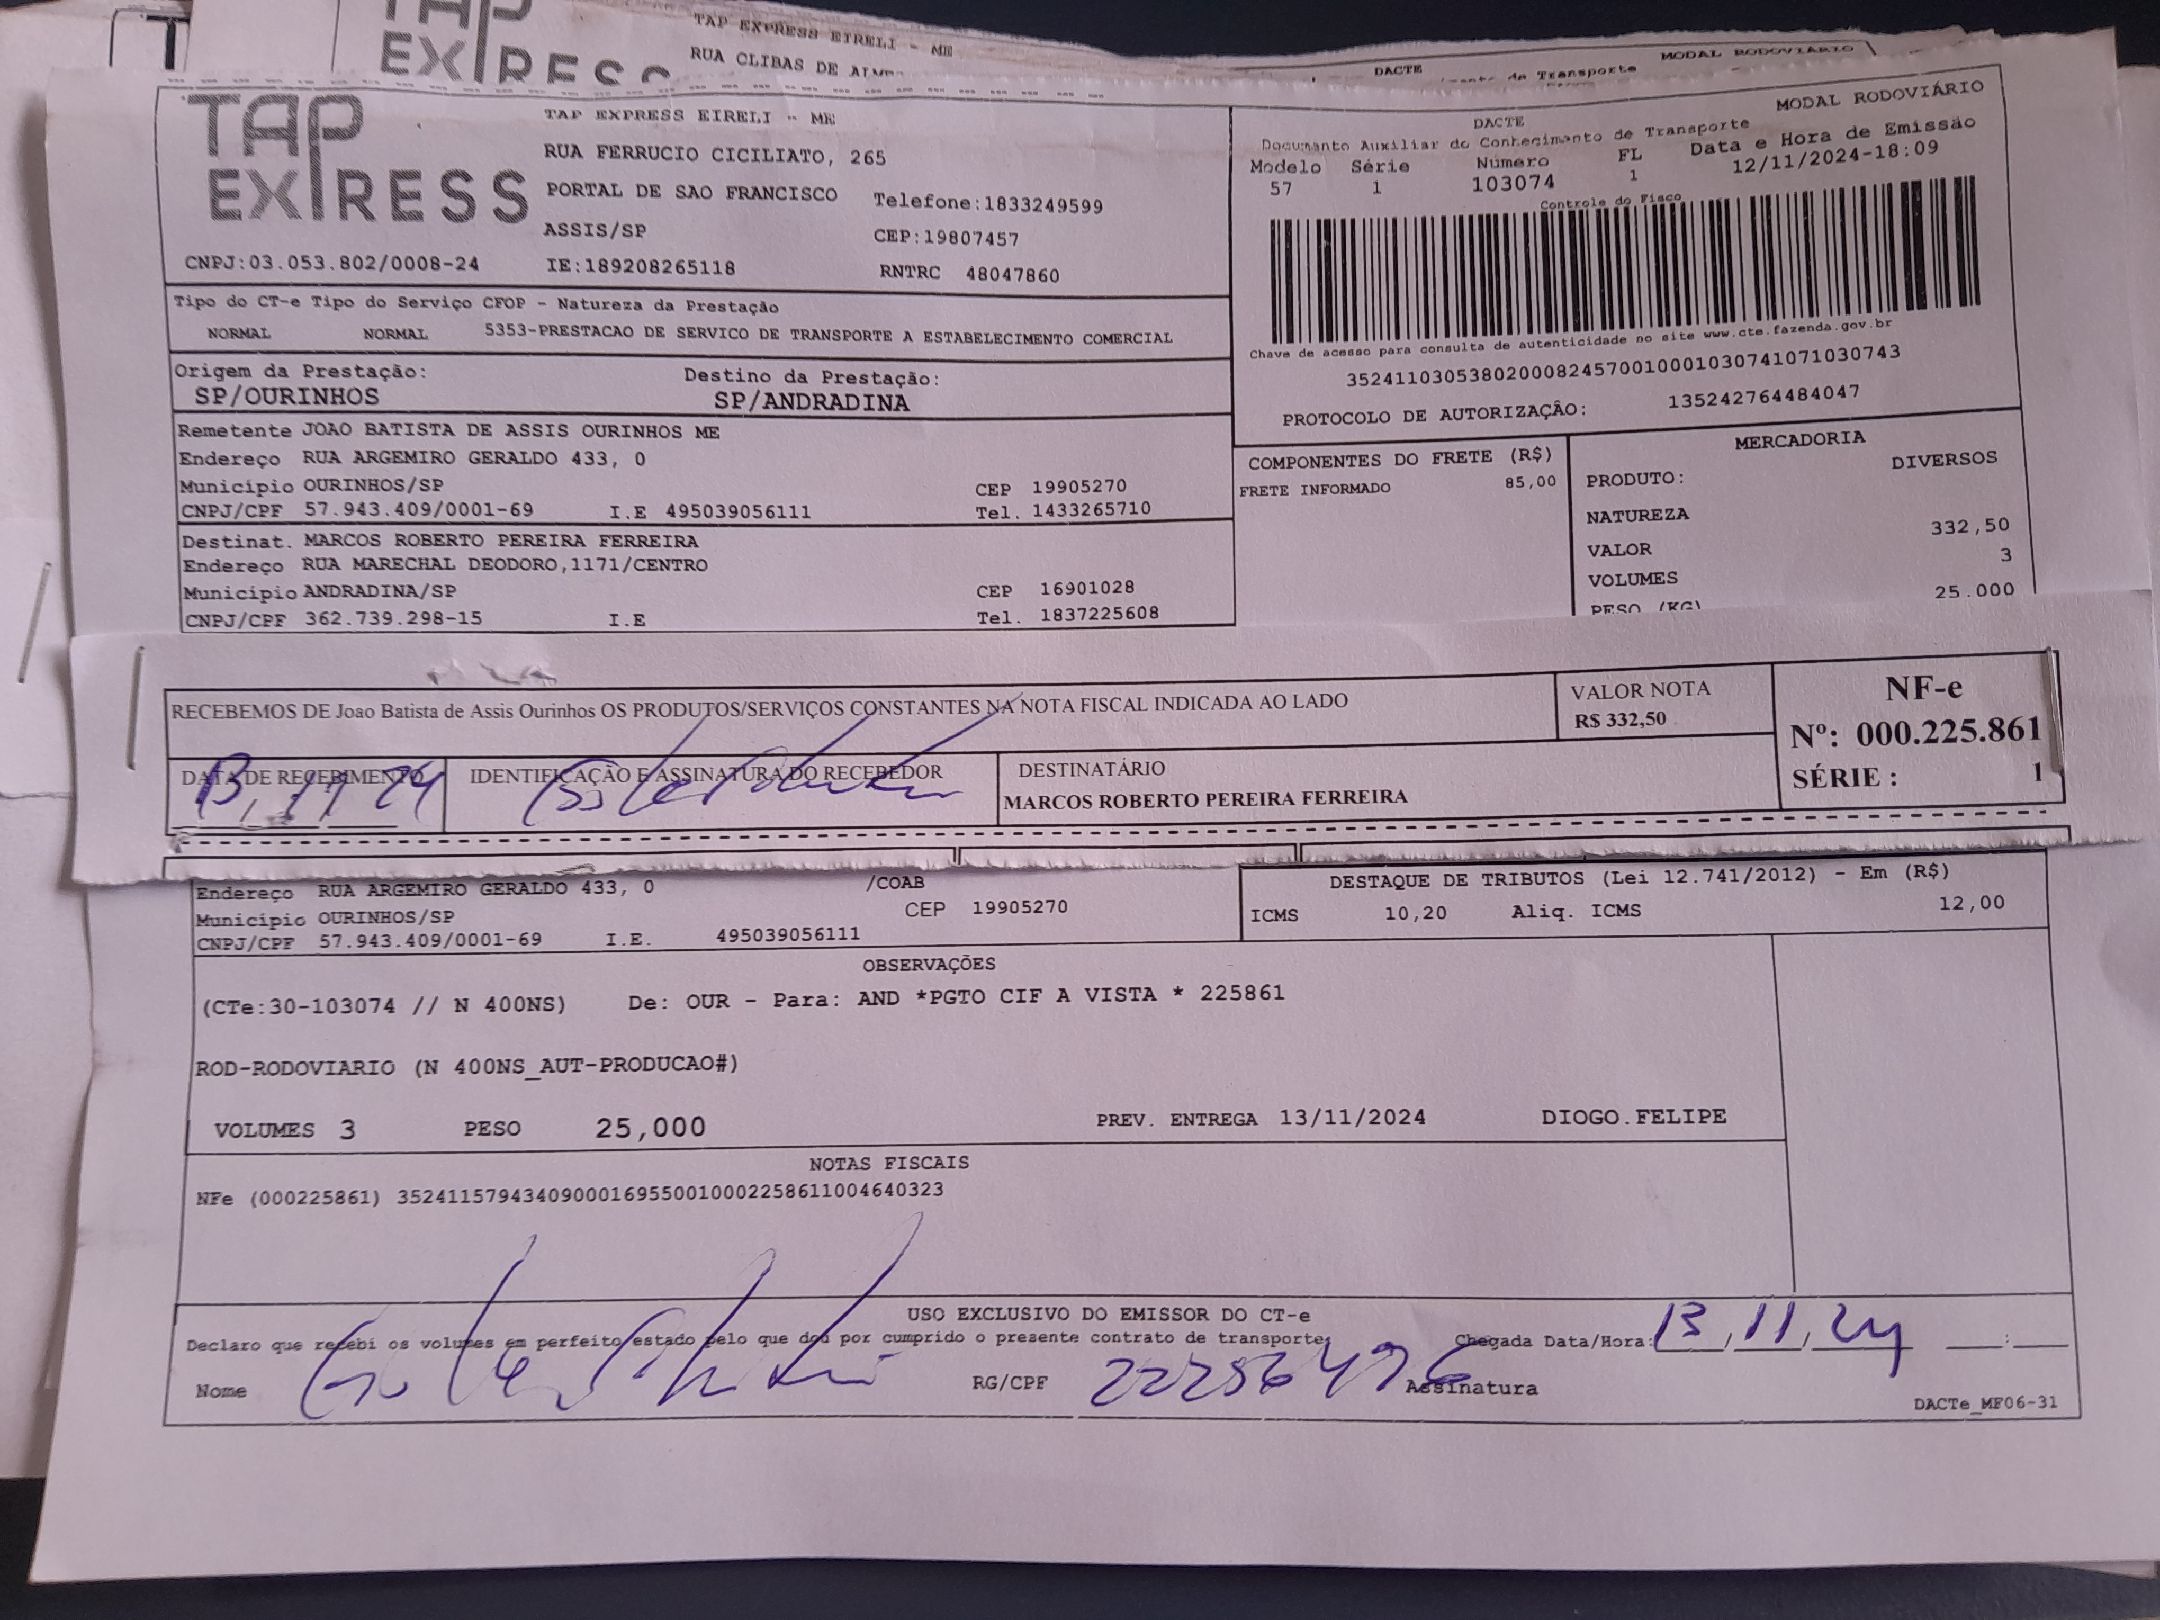 TAP EXPRESS EIRELI - ME
EXPRESS
RUA CLIBAS DE
DACTE
MODAL RODOVIÁRIO
de Transporte
TAP EXPRESS
TAP EXPRESS EIRELI - ME
RUA FERRUCIO CICILIATO, 265
PORTAL DE SAO FRANCISCO Telefone:1833249599
ASSIS/SP CEP:19807457
CNPJ:03.053.802/0008-24 IE:189208265118 RNTRC 48047860
DACTE MODAL RODOVIÁRIO
Documento Auxiliar do Conhecimento de Transporte
Modelo Série Número FL Data e Hora de Emissão
57 1 103074 1 12/11/2024-18:09
Controle do Fisco
Chave de acesso para consulta de autenticidade no site www.cte.fazenda.gov.br
35241103053802000824570010001030741071030743
PROTOCOLO DE AUTORIZAÇÃO: 135242764484047
Tipo do CT-e Tipo do Serviço CFOP - Natureza da Prestação
NORMAL NORMAL 5353-PRESTACAO DE SERVICO DE TRANSPORTE A ESTABELECIMENTO COMERCIAL
Origem da Prestação: Destino da Prestação:
SP/OURINHOS SP/ANDRADINA
Remetente JOAO BATISTA DE ASSIS OURINHOS ME
Endereço RUA ARGEMIRO GERALDO 433, 0
Município OURINHOS/SP CEP 19905270
CNPJ/CPF 57.943.409/0001-69 I.E 495039056111 Tel. 1433265710
Destinat. MARCOS ROBERTO PEREIRA FERREIRA
Endereço RUA MARECHAL DEODORO,1171/CENTRO
Município ANDRADINA/SP CEP 16901028
CNPJ/CPF 362.739.298-15 I.E Tel. 1837225608
COMPONENTES DO FRETE (R$)
FRETE INFORMADO 85,00
MERCADORIA
PRODUTO: DIVERSOS
NATUREZA
VALOR 332,50
VOLUMES 3
PESO (KG) 25.000
RECEBEMOS DE Joao Batista de Assis Ourinhos OS PRODUTOS/SERVIÇOS CONSTANTES NA NOTA FISCAL INDICADA AO LADO
VALOR NOTA
R$ 332,50
NF-e
Nº: 000.225.861
SÉRIE : 1
DATA DE RECEBIMENTO
13, 11 24
IDENTIFICAÇÃO E ASSINATURA DO RECEBEDOR
DESTINATÁRIO
MARCOS ROBERTO PEREIRA FERREIRA
Endereço RUA ARGEMIRO GERALDO 433, 0 /COAB
Município OURINHOS/SP CEP 19905270
CNPJ/CPF 57.943.409/0001-69 I.E. 495039056111
DESTAQUE DE TRIBUTOS (Lei 12.741/2012) - Em (R$)
ICMS 10,20 Aliq. ICMS 12,00
OBSERVAÇÕES
(CTe:30-103074 // N 400NS) De: OUR - Para: AND *PGTO CIF A VISTA * 225861
ROD-RODOVIARIO (N 400NS_AUT-PRODUCAO#)
VOLUMES 3 PESO 25,000 PREV. ENTREGA 13/11/2024 DIOGO.FELIPE
NOTAS FISCAIS
NFe (000225861) 35241157943409000169550010002258611004640323
USO EXCLUSIVO DO EMISSOR DO CT-e
Declaro que recebi os volumes em perfeito estado pelo que dou por cumprido o presente contrato de transporte. Chegada Data/Hora: 13, 11, 24 :
Nome RG/CPF Assinatura
DACTe_MF06-31